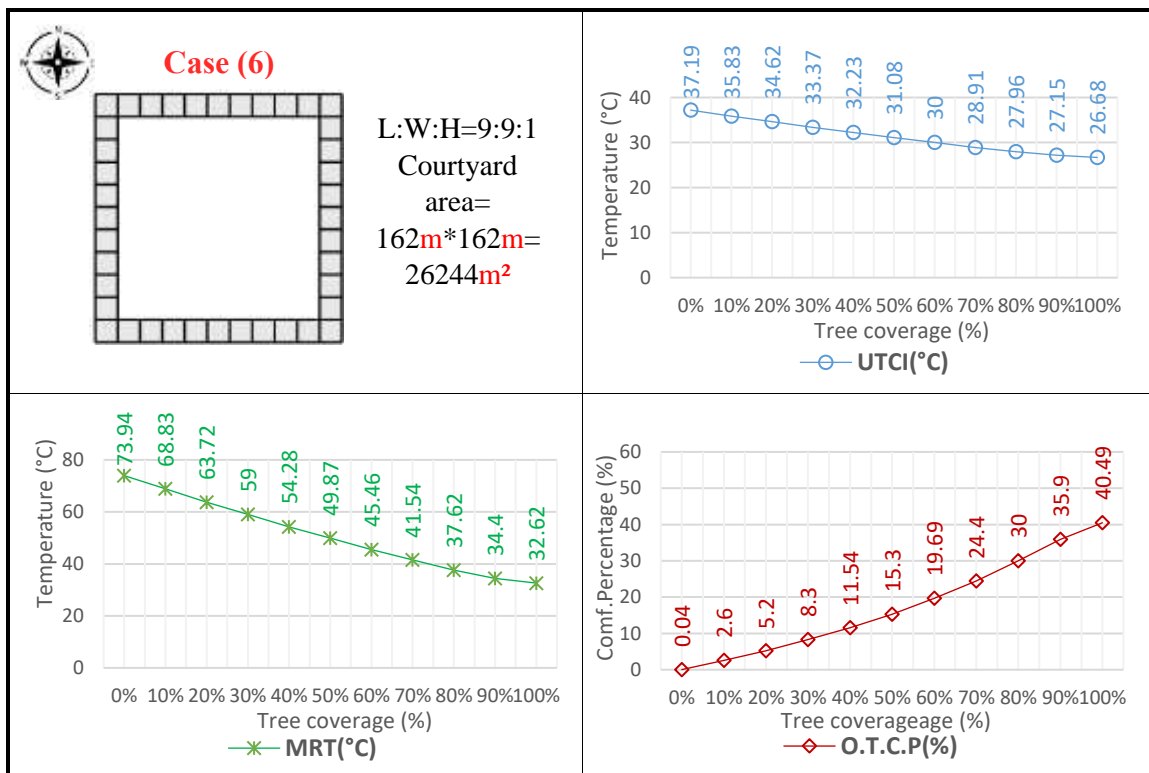 N
S
Case (6)
L:W:H=9:9:1
Courtyard
area=
162m*162m=
26244m²
37.19 35.83 34.62 33.37 32.23 31.08 30 28.91 27.96 27.15 26.68
Temperature (°C)
40
30
20
10
0
0% 10% 20% 30% 40% 50% 60% 70% 80% 90% 100%
Tree coverage (%)
UTCI(°C)
73.94 68.83 63.72 59 54.28 49.87 45.46 41.54 37.62 34.4 32.62
Temperature (°C)
80
60
40
20
0
0% 10% 20% 30% 40% 50% 60% 70% 80% 90% 100%
Tree coverage (%)
MRT(°C)
0.04 2.6 5.2 8.3 11.54 15.3 19.69 24.4 30 35.9 40.49
Comf.Percentage (%)
60
50
40
30
20
10
0
0% 10% 20% 30% 40% 50% 60% 70% 80% 90% 100%
Tree coverageage (%)
O.T.C.P(%)